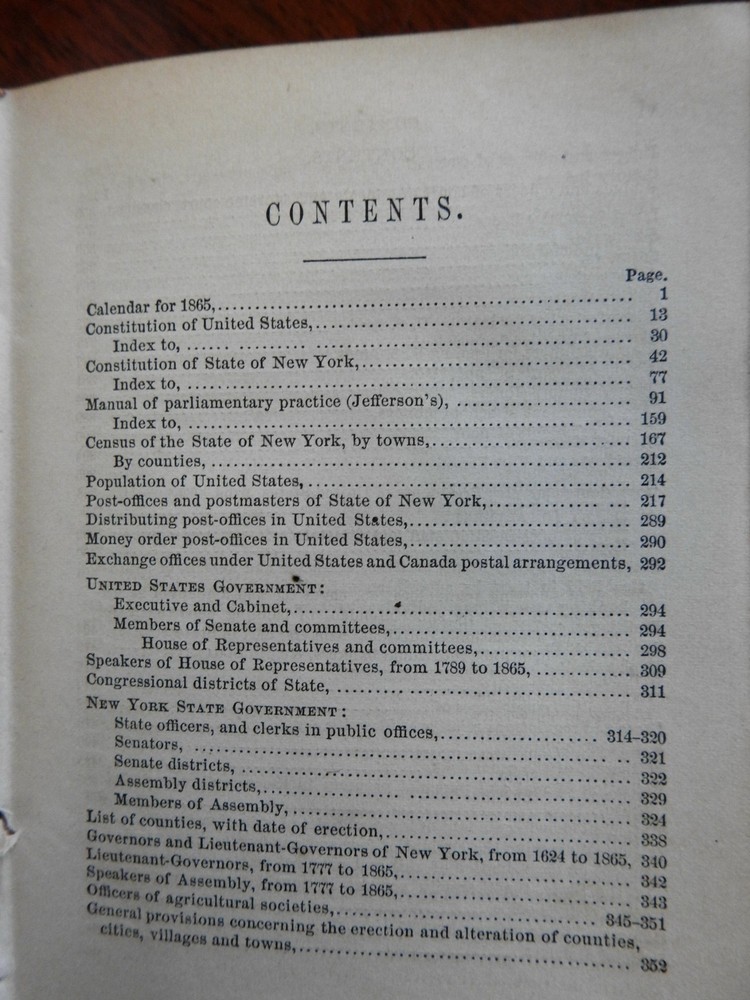 CONTENTS.
Page.
Calendar for 1865,........ 1
Constitution of United States,........ 13
Index to, ........ 30
Constitution of State of New York,........ 42
Index to, ........ 77
Manual of parliamentary practice (Jefferson's), ........ 91
Index to, ........ 159
Census of the State of New York, by towns,........ 167
By counties, ........ 212
Population of United States,........ 214
Post-offices and postmasters of State of New York,........ 217
Distributing post-offices in United States,........ 289
Money order post-offices in United States,........ 290
Exchange offices under United States and Canada postal arrangements, 292
UNITED STATES GOVERNMENT:
Executive and Cabinet,........ 294
Members of Senate and committees,........ 294
House of Representatives and committees,........ 298
Speakers of House of Representatives, from 1789 to 1865, ........ 309
Congressional districts of State, ........ 311
NEW YORK STATE GOVERNMENT:
State officers, and clerks in public offices,........ 314–320
Senators, ........ 321
Senate districts, ........ 322
Assembly districts,........ 329
Members of Assembly,........ 324
List of counties, with date of erection,........ 338
Governors and Lieutenant-Governors of New York, from 1624 to 1865, 340
Lieutenant-Governors, from 1777 to 1865,........ 342
Speakers of Assembly, from 1777 to 1865,........ 343
Officers of agricultural societies,........ 345–351
General provisions concerning the erection and alteration of counties,
cities, villages and towns,........ 352